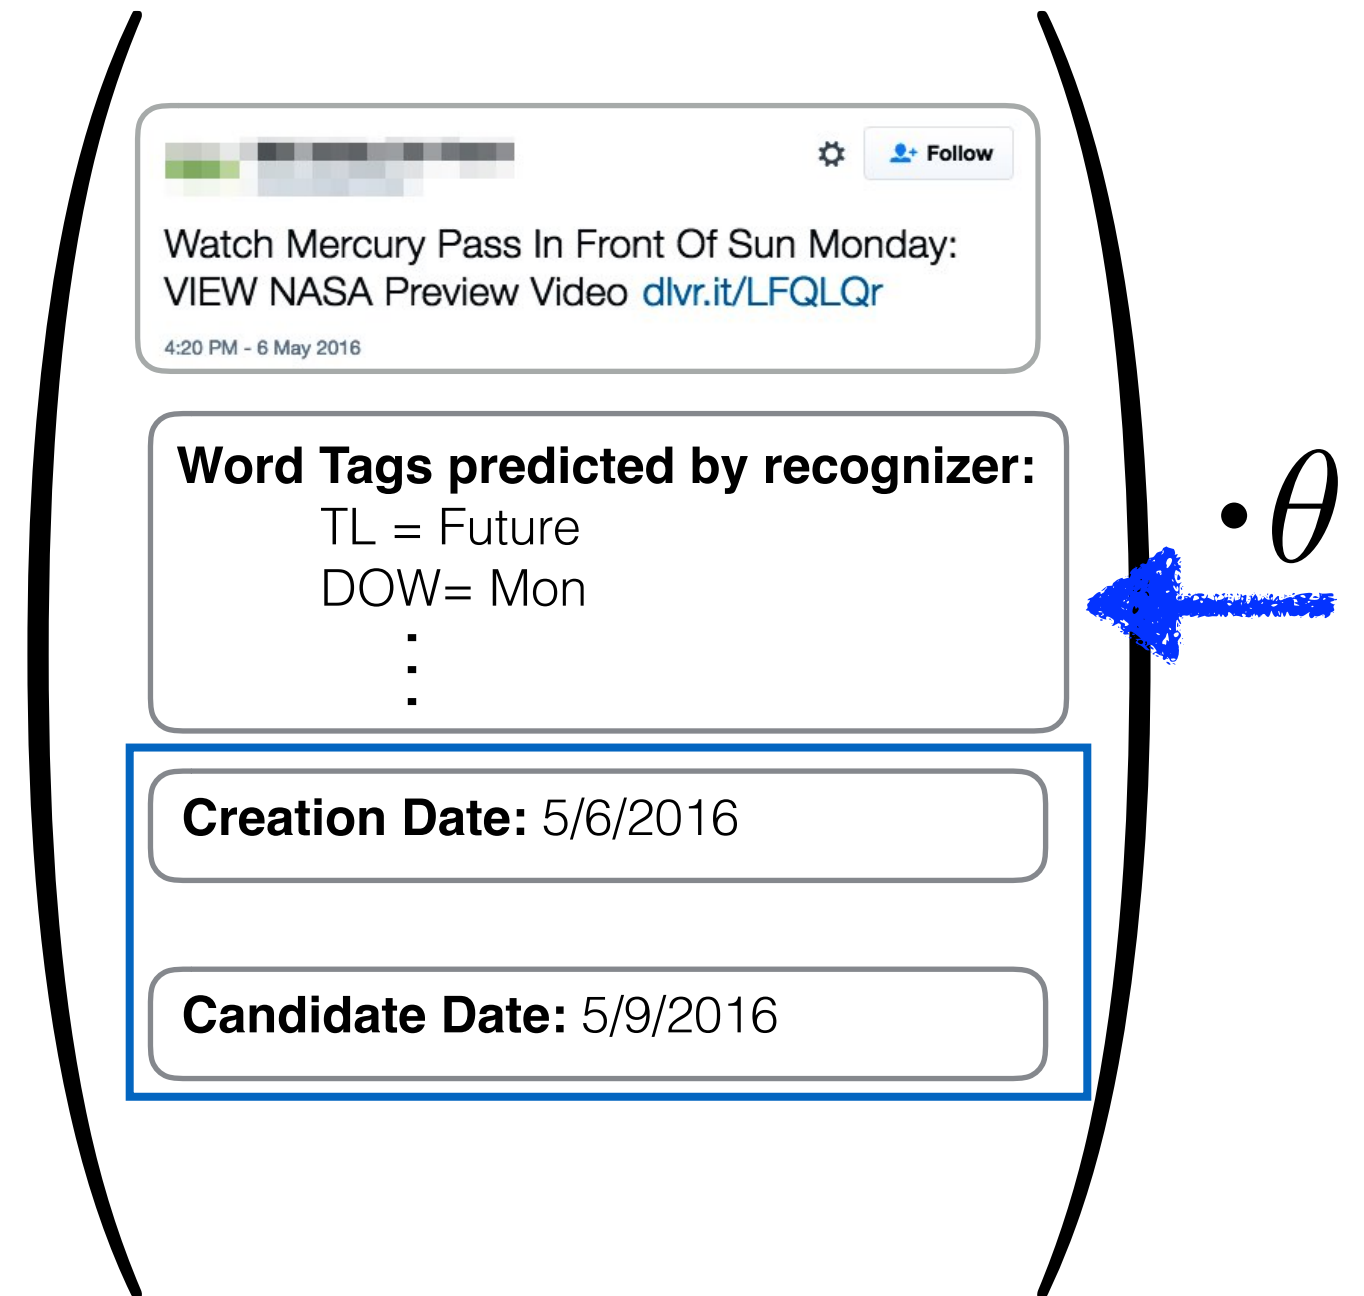 Follow
Watch Mercury Pass In Front Of Sun Monday:
VIEW NASA Preview Video dlvr.it/LFQLQr
4:20 PM - 6 May 2016
Word Tags predicted by recognizer:
TL = Future
DOW= Mon
· θ
Creation Date: 5/6/2016
Candidate Date: 5/9/2016